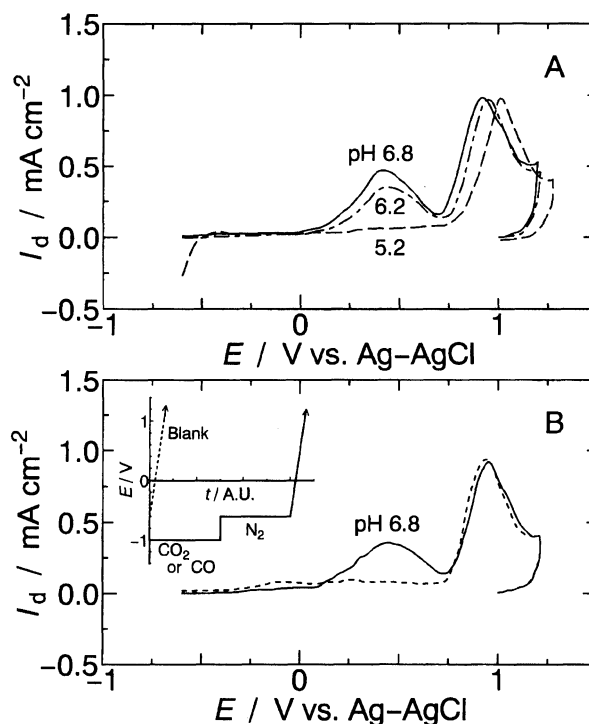 1.5
A
1.0
pH 6.8
0.5
6.2
0.0
5.2
−0.5
−1 0 1
E / V vs. Ag−AgCl
I_d / mA cm⁻²
1.5
B
1
Blank
1.0
0
t / A.U.
pH 6.8
E / V
N₂
0.5
−1
CO₂
or CO
0.0
−0.5
−1 0 1
E / V vs. Ag−AgCl
I_d / mA cm⁻²